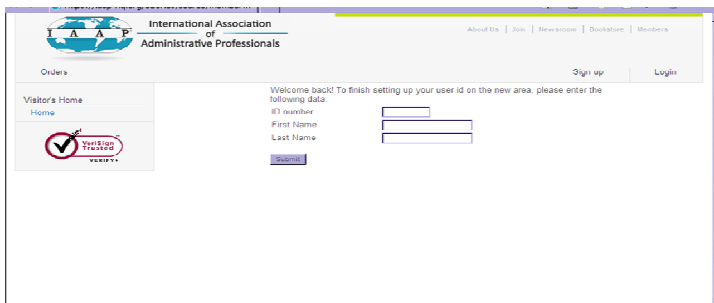 International Association
of
I A A P
Administrative Professionals
About Us | Join | Newsroom | Bookstore | Members
Orders
Sign up
Login
Visitor's Home
Home
VeriSign
Trusted
VERIFY
Welcome back! To finish setting up your user id on the new area, please enter the
following data
ID number
First Name
Last Name
Submit